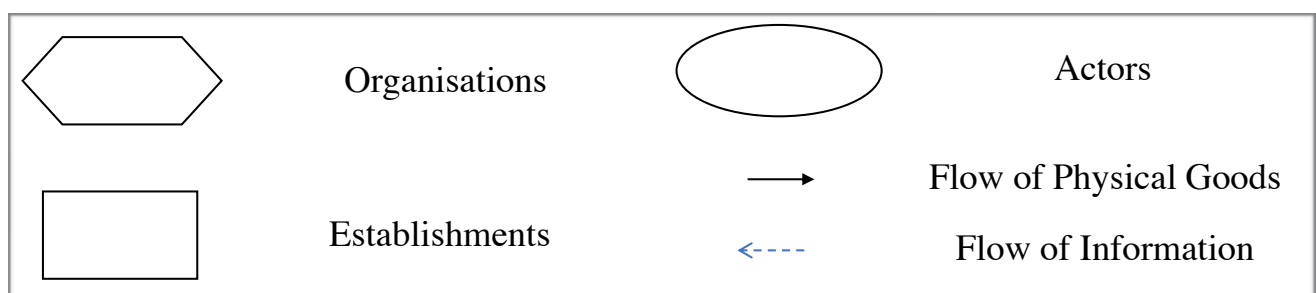 Organisations
Actors
Flow of Physical Goods
Establishments
Flow of Information